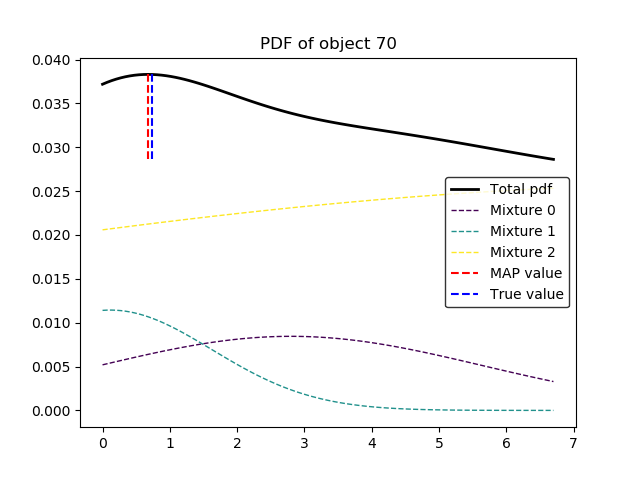 PDF of object 70
0.040
0.035
0.030
0.025
0.020
0.015
0.010
0.005
0.000
Total pdf
Mixture 0
Mixture 1
Mixture 2
MAP value
True value
0 1 2 3 4 5 6 7